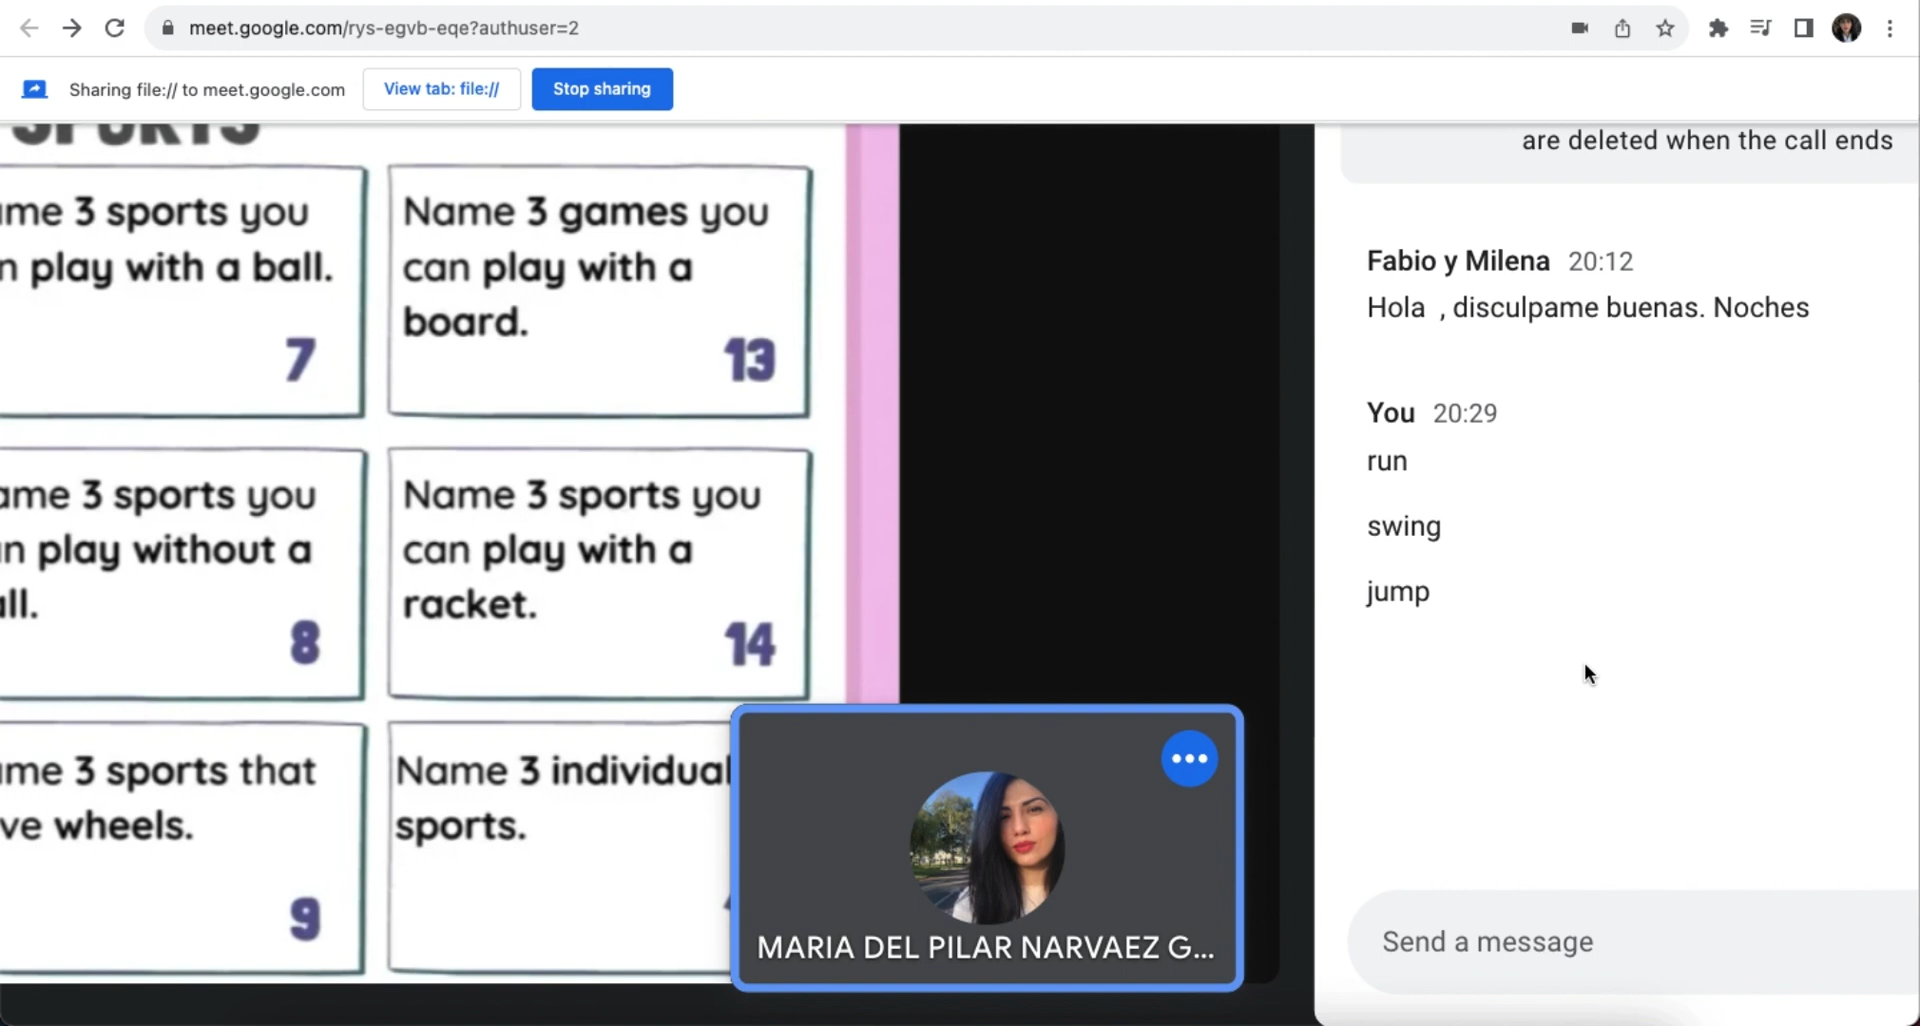 meet.google.com/rys-egvb-eqe?authuser=2
Sharing file:// to meet.google.com
View tab: file://
Stop sharing
SPORTS
ame 3 sports you
n play with a ball.
7
Name 3 games you
can play with a
board.
13
ame 3 sports you
n play without a
all.
8
Name 3 sports you
can play with a
racket.
14
ame 3 sports that
ve wheels.
9
Name 3 individual
sports.
MARIA DEL PILAR NARVAEZ G...
are deleted when the call ends
Fabio y Milena 20:12
Hola , disculpame buenas. Noches
You 20:29
run
swing
jump
Send a message